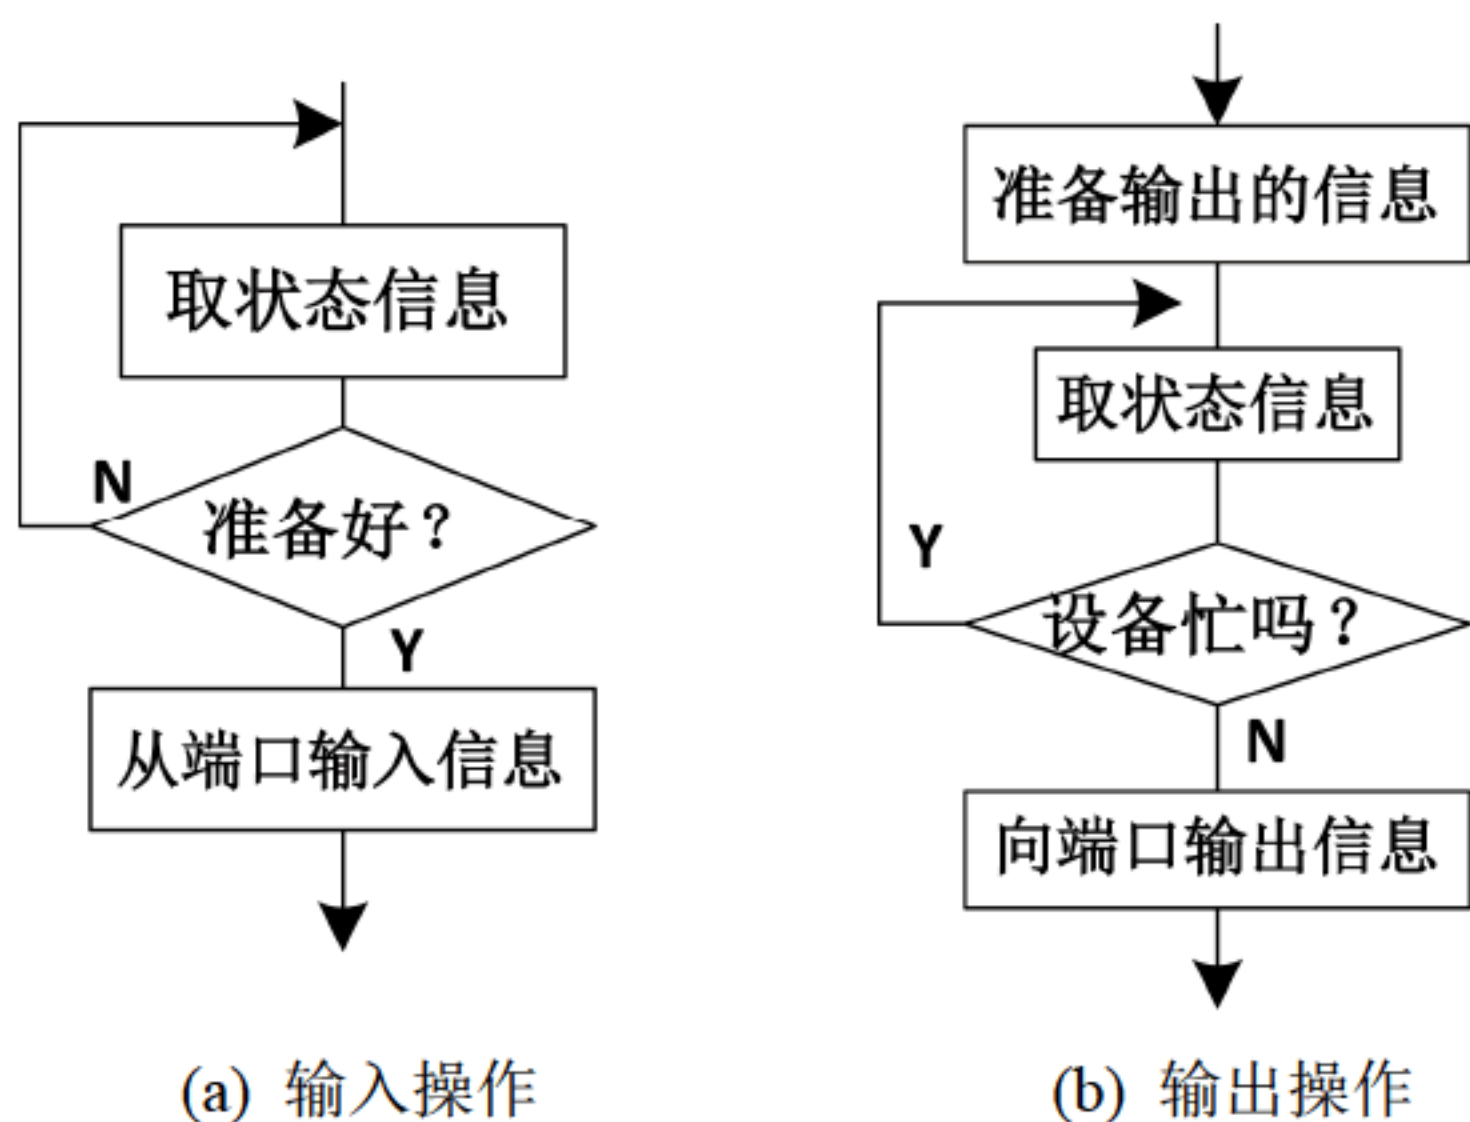 取状态信息
准备好？
N
Y
从端口输入信息
(a) 输入操作
准备输出的信息
取状态信息
Y
设备忙吗？
N
向端口输出信息
(b) 输出操作